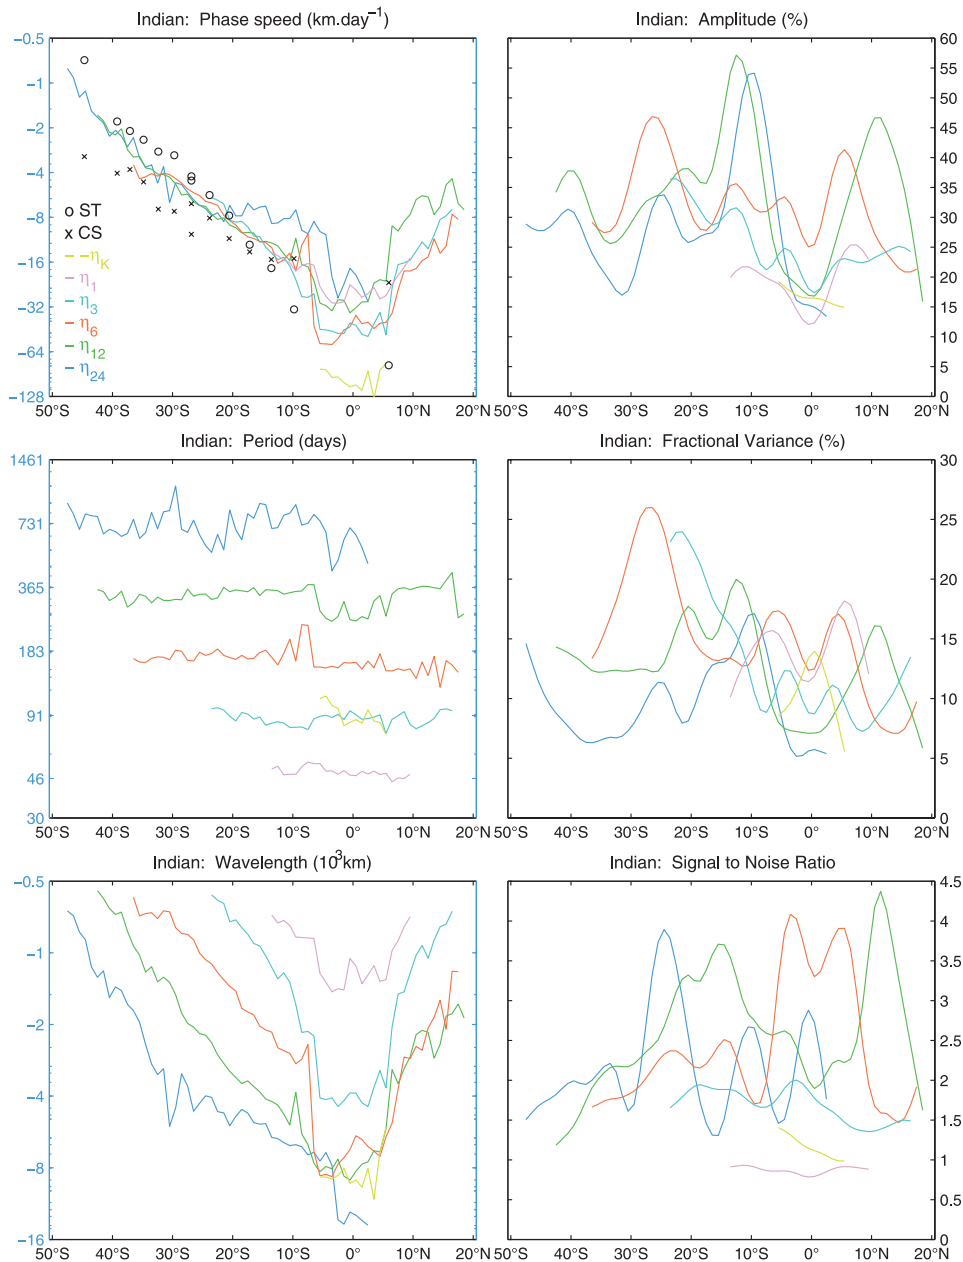 Indian: Phase speed (km.day⁻¹)
−0.5
−1
−2
−4
−8
−16
−32
−64
−128
o ST
x CS
−−ηK
−η1
−η3
−η6
−η12
−η24
50°S 40°S 30°S 20°S 10°S 0° 10°N 20°N
Indian: Amplitude (%)
60
55
50
45
40
35
30
25
20
15
10
5
0
50°S 40°S 30°S 20°S 10°S 0° 10°N 20°N
Indian: Period (days)
1461
731
365
183
91
46
30
50°S 40°S 30°S 20°S 10°S 0° 10°N 20°N
Indian: Fractional Variance (%)
30
25
20
15
10
5
0
50°S 40°S 30°S 20°S 10°S 0° 10°N 20°N
Indian: Wavelength (10³km)
−0.5
−1
−2
−4
−8
−16
50°S 40°S 30°S 20°S 10°S 0° 10°N 20°N
Indian: Signal to Noise Ratio
4.5
4
3.5
3
2.5
2
1.5
1
0.5
0
50°S 40°S 30°S 20°S 10°S 0° 10°N 20°N